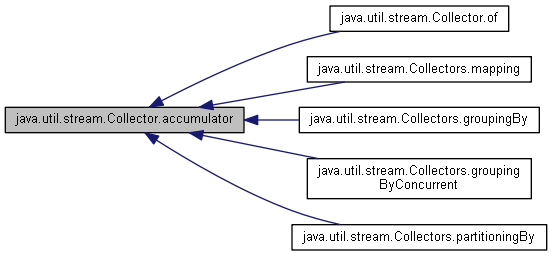 java.util.stream.Collector.of
java.util.stream.Collectors.mapping
java.util.stream.Collector.accumulator
java.util.stream.Collectors.groupingBy
java.util.stream.Collectors.grouping
ByConcurrent
java.util.stream.Collectors.partitioningBy